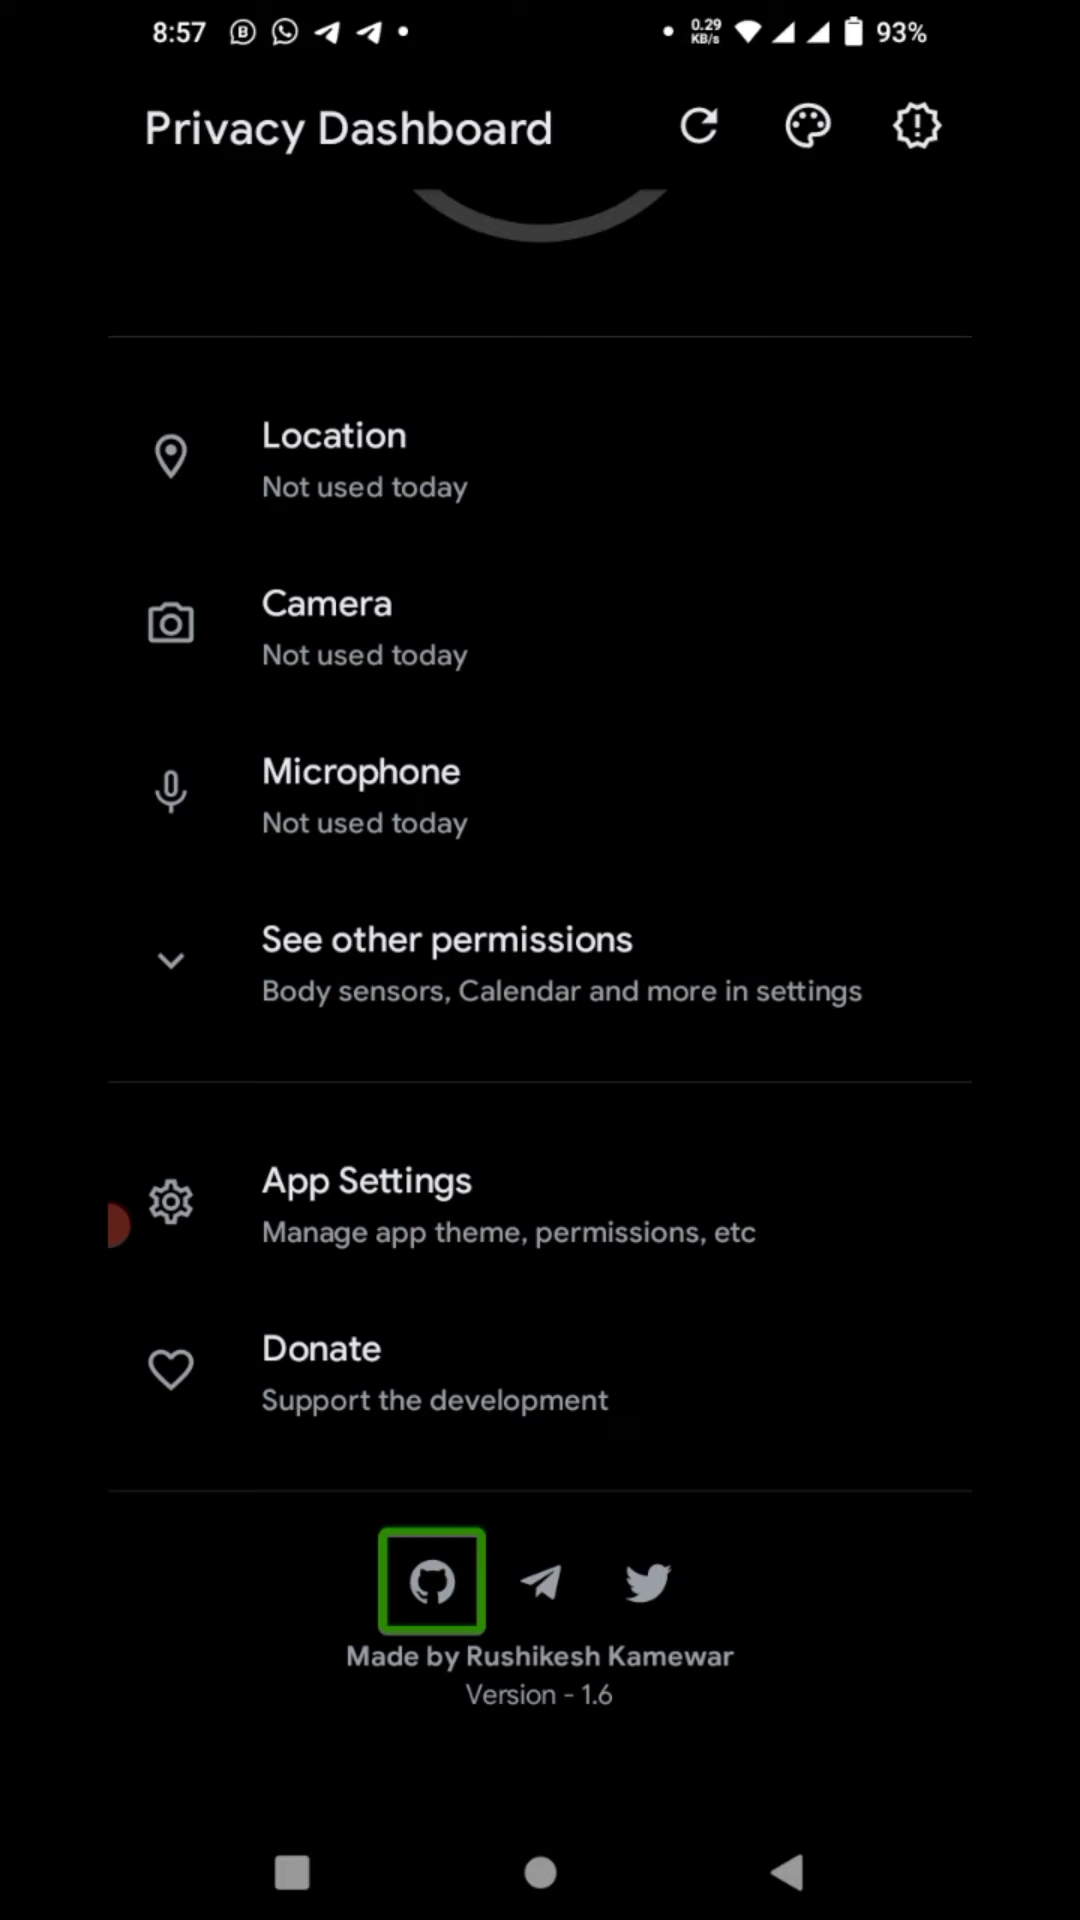 8:57
0.29
KB/s
93%
Privacy Dashboard
Location
Not used today
Camera
Not used today
Microphone
Not used today
See other permissions
Body sensors, Calendar and more in settings
App Settings
Manage app theme, permissions, etc
Donate
Support the development
Made by Rushikesh Kamewar
Version - 1.6